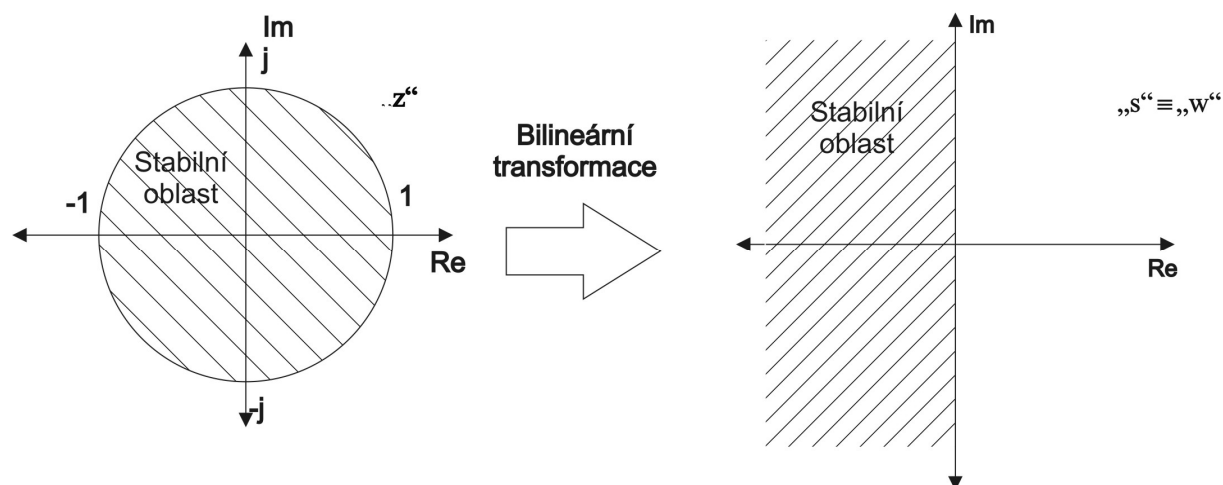 Im
j
„z“
Stabilní
oblast
-1
1
Re
-j
Bilineární
transformace
Im
„s“ ≡ „w“
Stabilní
oblast
Re